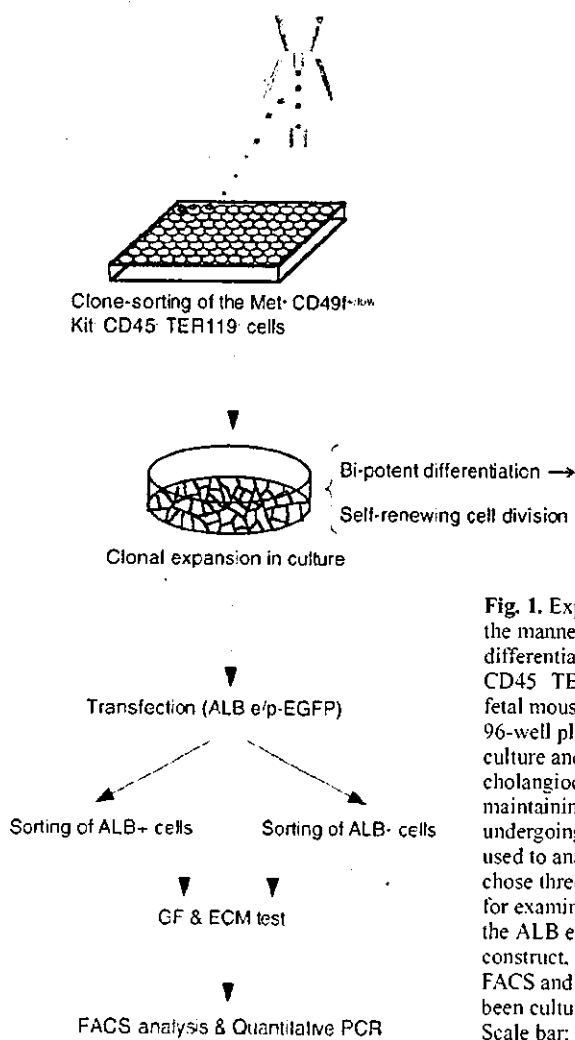 Clone-sorting of the Met+ CD49f+/low
Kit- CD45- TER119- cells
Bi-potent differentiation →
Self-renewing cell division
Clonal expansion in culture
Transfection (ALB e/p-EGFP)
Sorting of ALB+ cells
Sorting of ALB- cells
GF & ECM test
FACS analysis & Quantitative PCR
Fig. 1. Exp
the manne
differentia
CD45 TE
fetal mous
96-well pl
culture and
cholangioc
maintainin
undergoing
used to ana
chose thre
for examin
the ALB e
construct,
FACS and
been cultu
Scale bar: